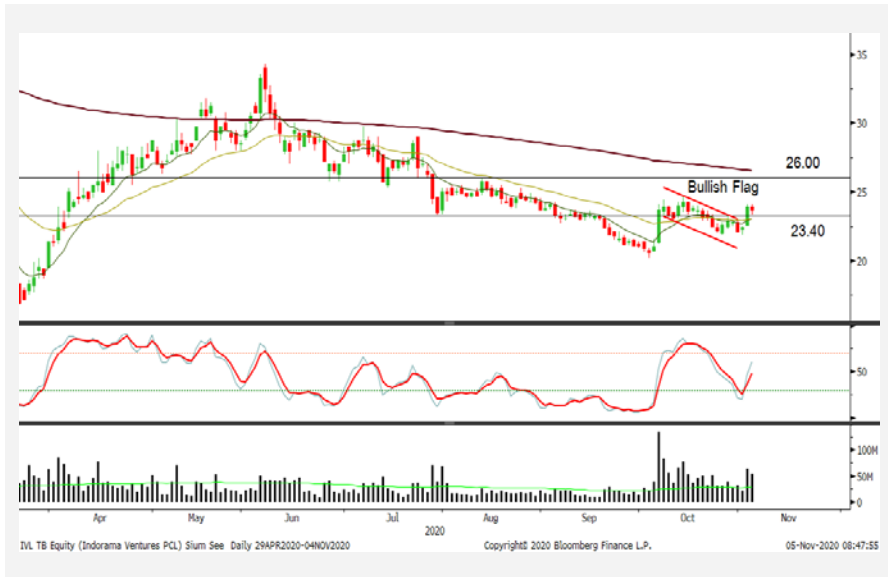 35
30
26.00
Bullish Flag
25
23.40
20
50
0
100M
50M
0
Apr May Jun Jul Aug Sep Oct Nov
2020
IVL TB Equity (Indorama Ventures PCL) Sium See Daily 29APR2020-04NOV2020 Copyright© 2020 Bloomberg Finance L.P. 05-Nov-2020 08:47:55